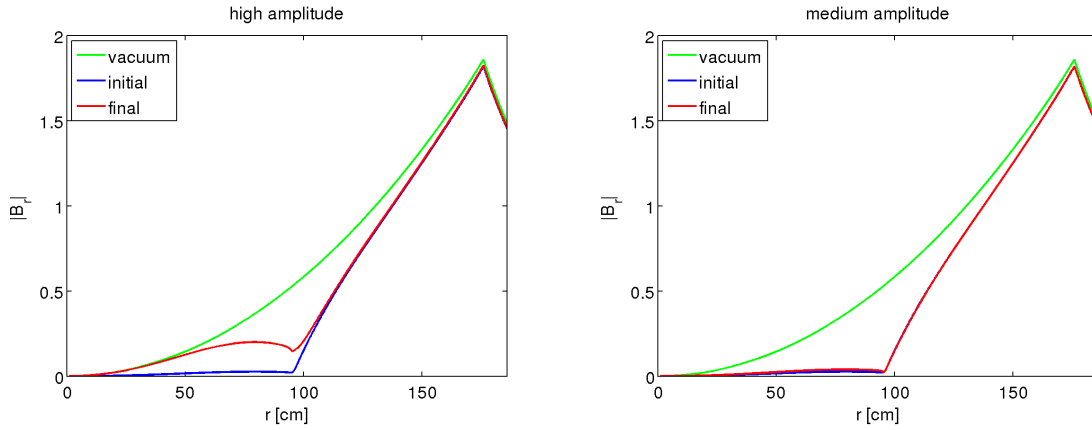 high amplitude
2
1.5
1
0.5
0
|B_r|
vacuum
initial
final
0 50 100 150
r [cm]
medium amplitude
2
1.5
1
0.5
0
|B_r|
vacuum
initial
final
0 50 100 150
r [cm]